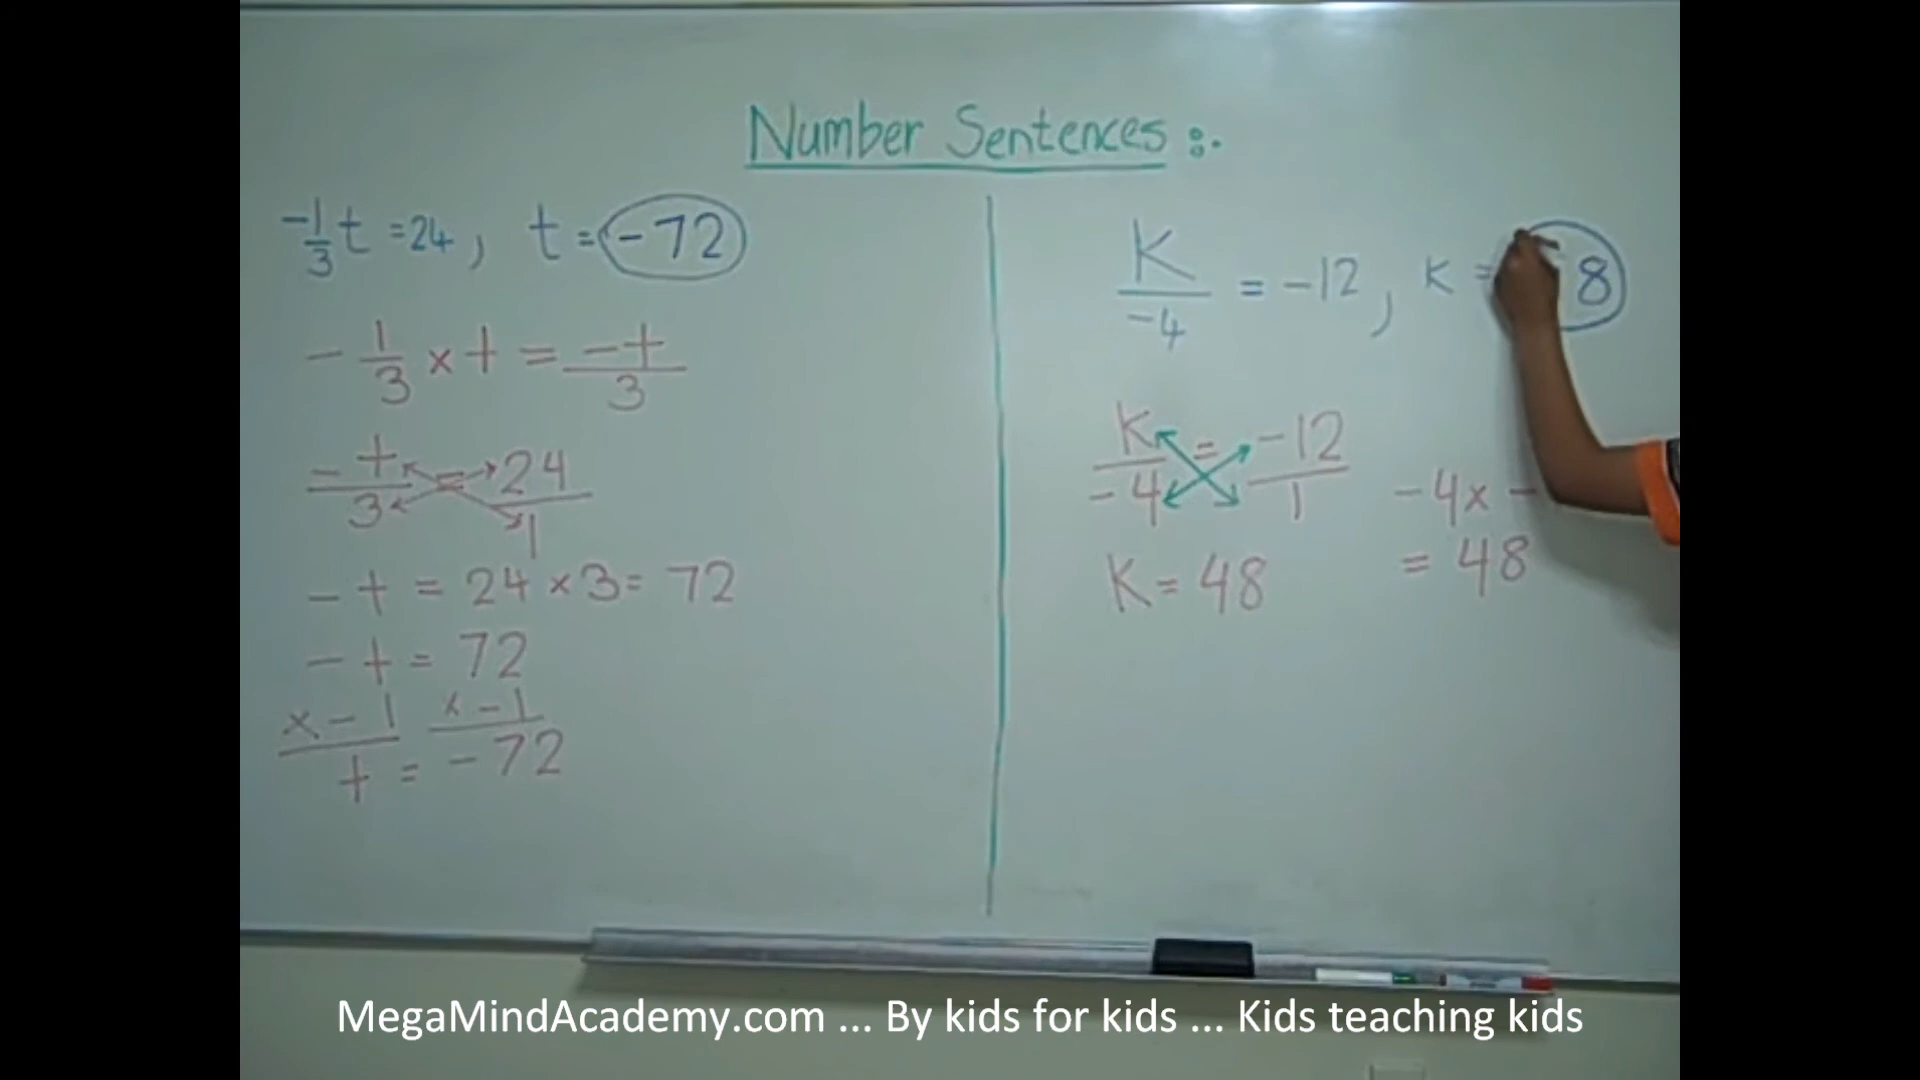 Number Sentences :.
-1/3 t = 24, t = -72
- 1/3 x t = -t/3
-t/3 = 24/1
- t = 24 x 3 = 72
- t = 72
x - 1 x - 1
t = - 72
K/-4 = -12, K = 8
K/-4 = -12/1
K = 48
- 4 x -
= 48
MegaMindAcademy.com ... By kids for kids ... Kids teaching kids